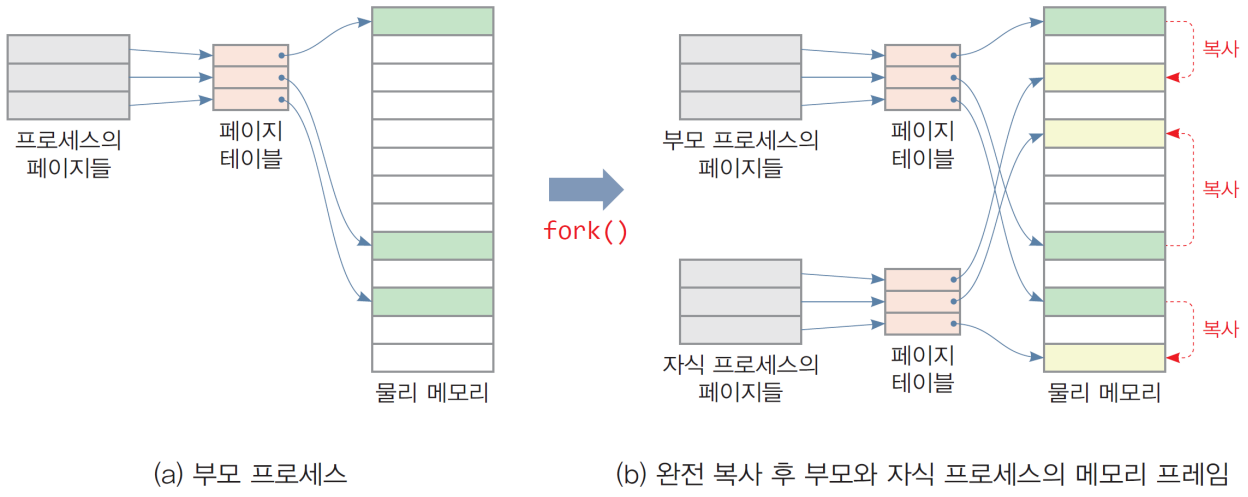 프로세스의
페이지들
페이지
테이블
물리 메모리
(a) 부모 프로세스
fork()
부모 프로세스의
페이지들
페이지
테이블
자식 프로세스의
페이지들
페이지
테이블
물리 메모리
복사
복사
복사
(b) 완전 복사 후 부모와 자식 프로세스의 메모리 프레임